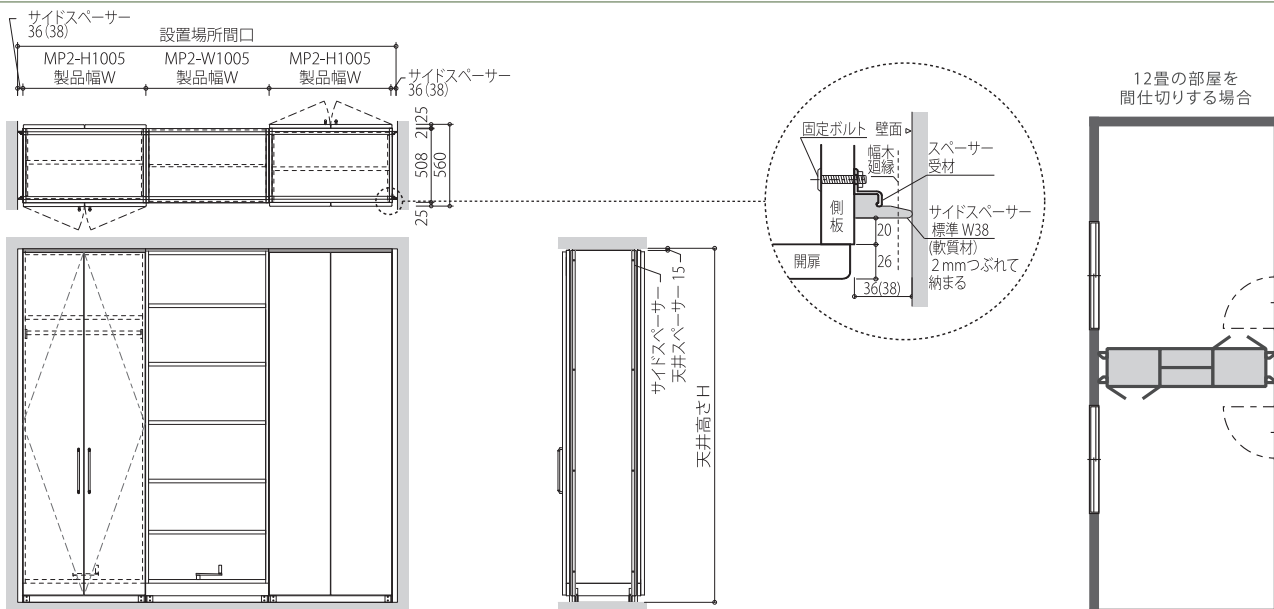 サイドスペーサー
36(38)
設置場所間口
MP2-H1005
製品幅W
MP2-W1005
製品幅W
MP2-H1005
製品幅W
サイドスペーサー
36(38)
25
2
508
560
25
サイドスペーサー
天井スペーサー 15
天井高さH
固定ボルト
壁面
幅木
廻縁
スペーサー
受材
側板
開扉
20
26
36(38)
サイドスペーサー
標準 W38
(軟質材)
2mmつぶれて
納まる
12畳の部屋を
間仕切りする場合